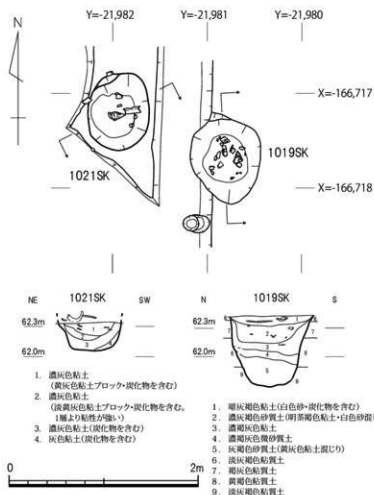 N
Y=-21,982 Y=-21,981 Y=-21,980
X=-166,717
1019SK
1021SK
X=-166,718
NE 1021SK SW
N 1019SK S
62.3m
62.0m
62.3m
62.0m
1. 濃灰色粘土
(黄灰色粘土ブロック・炭化物を含む)
2. 濃灰色粘土
(淡黄灰色粘土ブロック・炭化物を含む。
1層より粘性が強い)
3. 濃灰色粘土(炭化物を含む)
4. 灰色粘土(炭化物を含む)
1. 暗灰褐色粘土(白色砂・炭化物を含む)
2. 濃灰褐色砂質土(明茶褐色粘土・白色砂混
3. 濃灰褐色粘土
4. 濃灰褐色微砂質土
5. 灰褐色砂質土(黄灰色粘土混じり)
6. 淡灰褐色粘質土
7. 褐灰色粘質土
8. 黄褐色粘質土
9. 淡灰褐色粘質土
0 2m